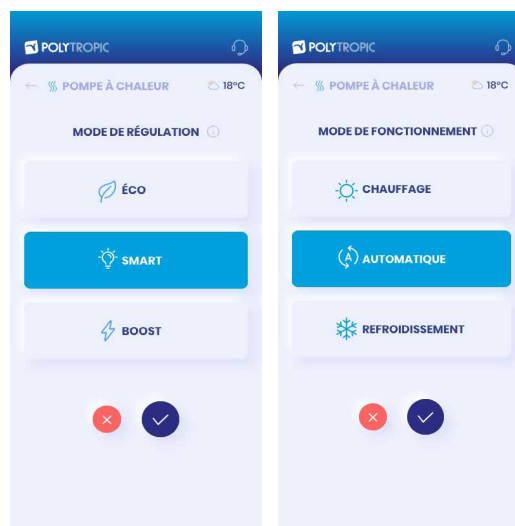 POLYTROPIC
POMPE À CHALEUR 18°C
MODE DE RÉGULATION
ÉCO
SMART
BOOST
POLYTROPIC
POMPE À CHALEUR 18°C
MODE DE FONCTIONNEMENT
CHAUFFAGE
A AUTOMATIQUE
REFROIDISSEMENT